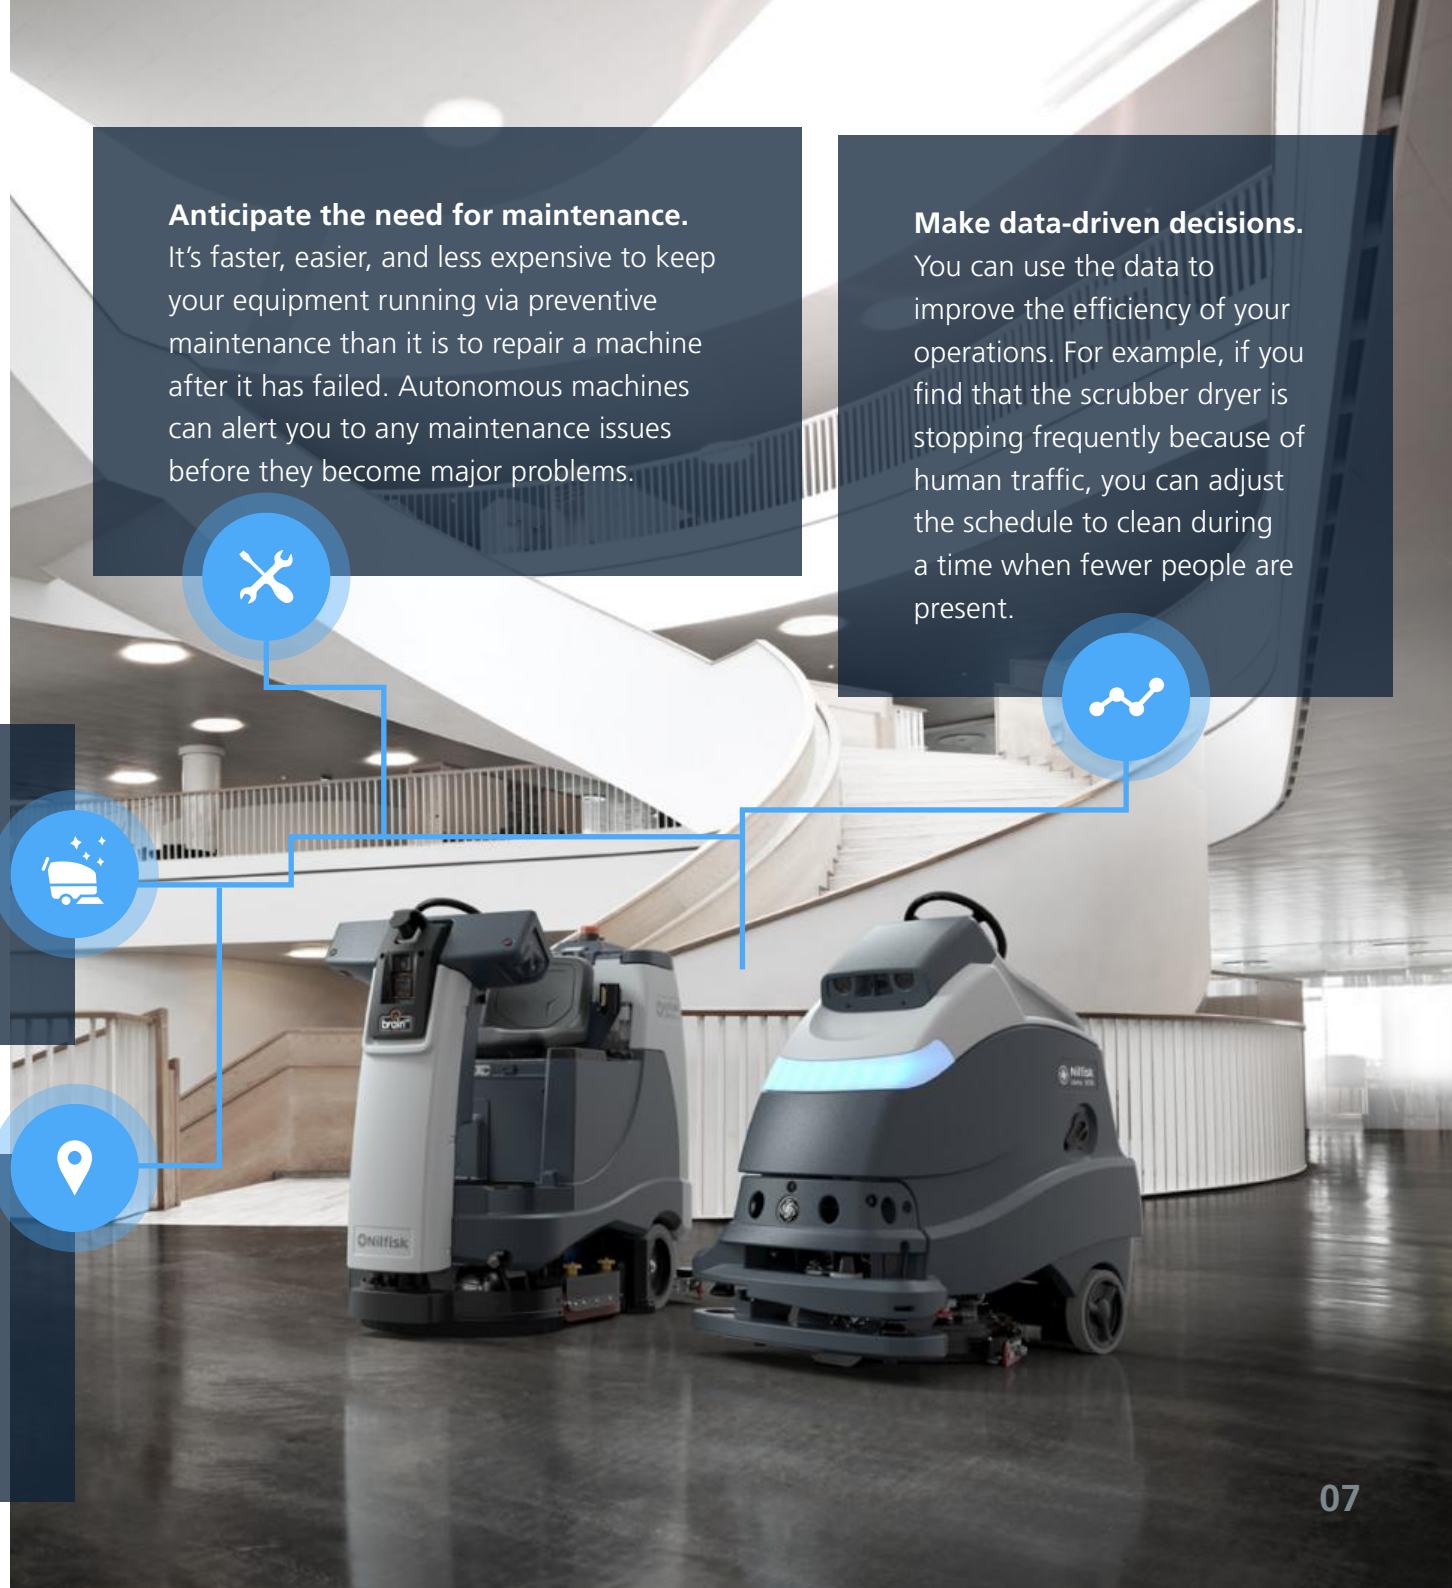 Anticipate the need for maintenance.
It’s faster, easier, and less expensive to keep
your equipment running via preventive
maintenance than it is to repair a machine
after it has failed. Autonomous machines
can alert you to any maintenance issues
before they become major problems.
Make data-driven decisions.
You can use the data to
improve the efficiency of your
operations. For example, if you
find that the scrubber dryer is
stopping frequently because of
human traffic, you can adjust
the schedule to clean during
a time when fewer people are
present.
brain
Nilfisk
Nilfisk
07